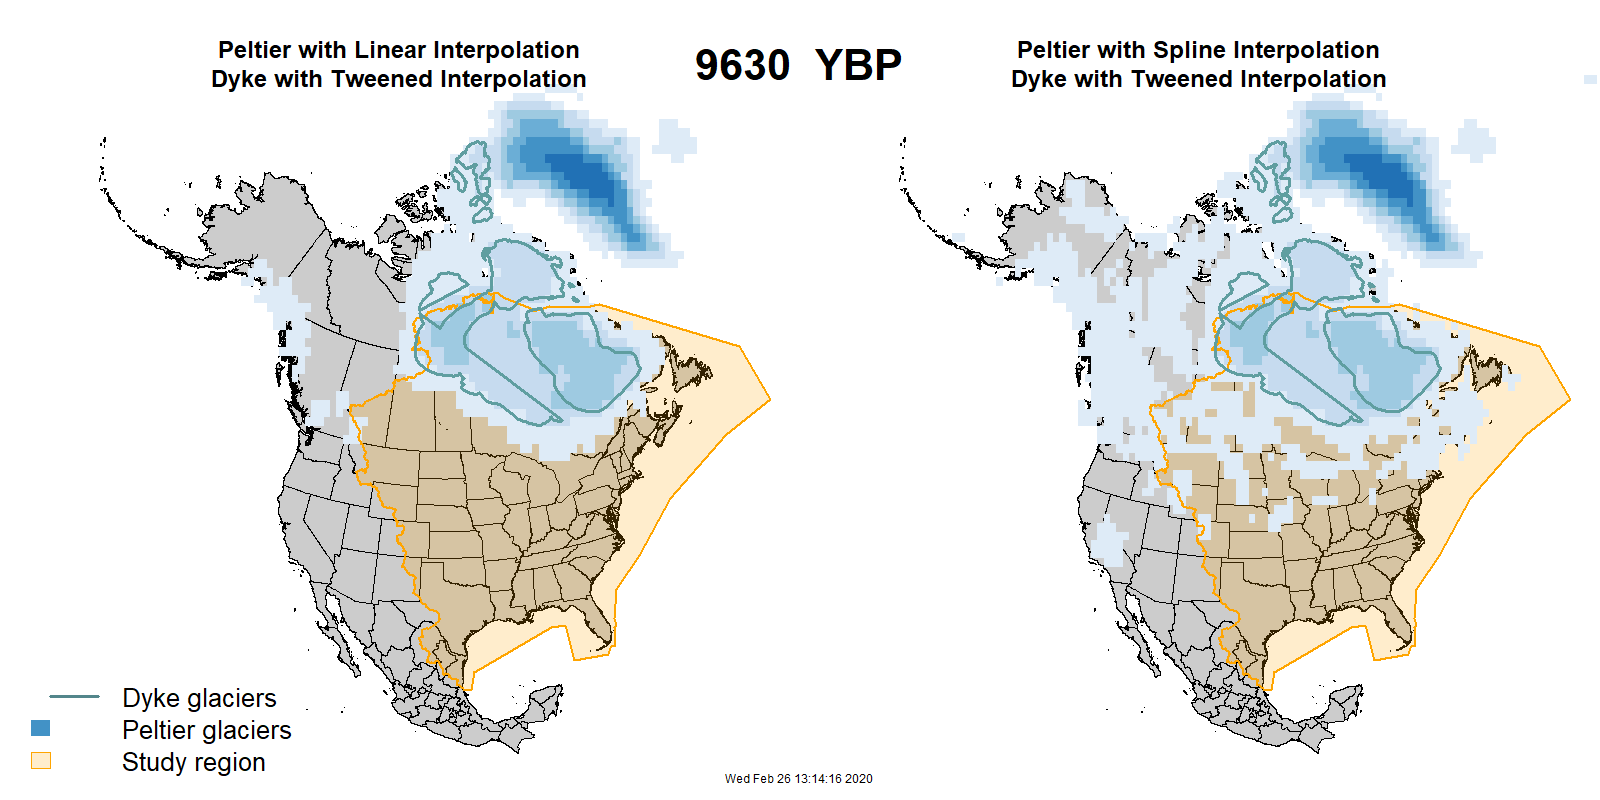 Peltier with Linear Interpolation
Dyke with Tweened Interpolation
9630 YBP
Peltier with Spline Interpolation
Dyke with Tweened Interpolation
Dyke glaciers
Peltier glaciers
Study region
Wed Feb 26 13:14:16 2020